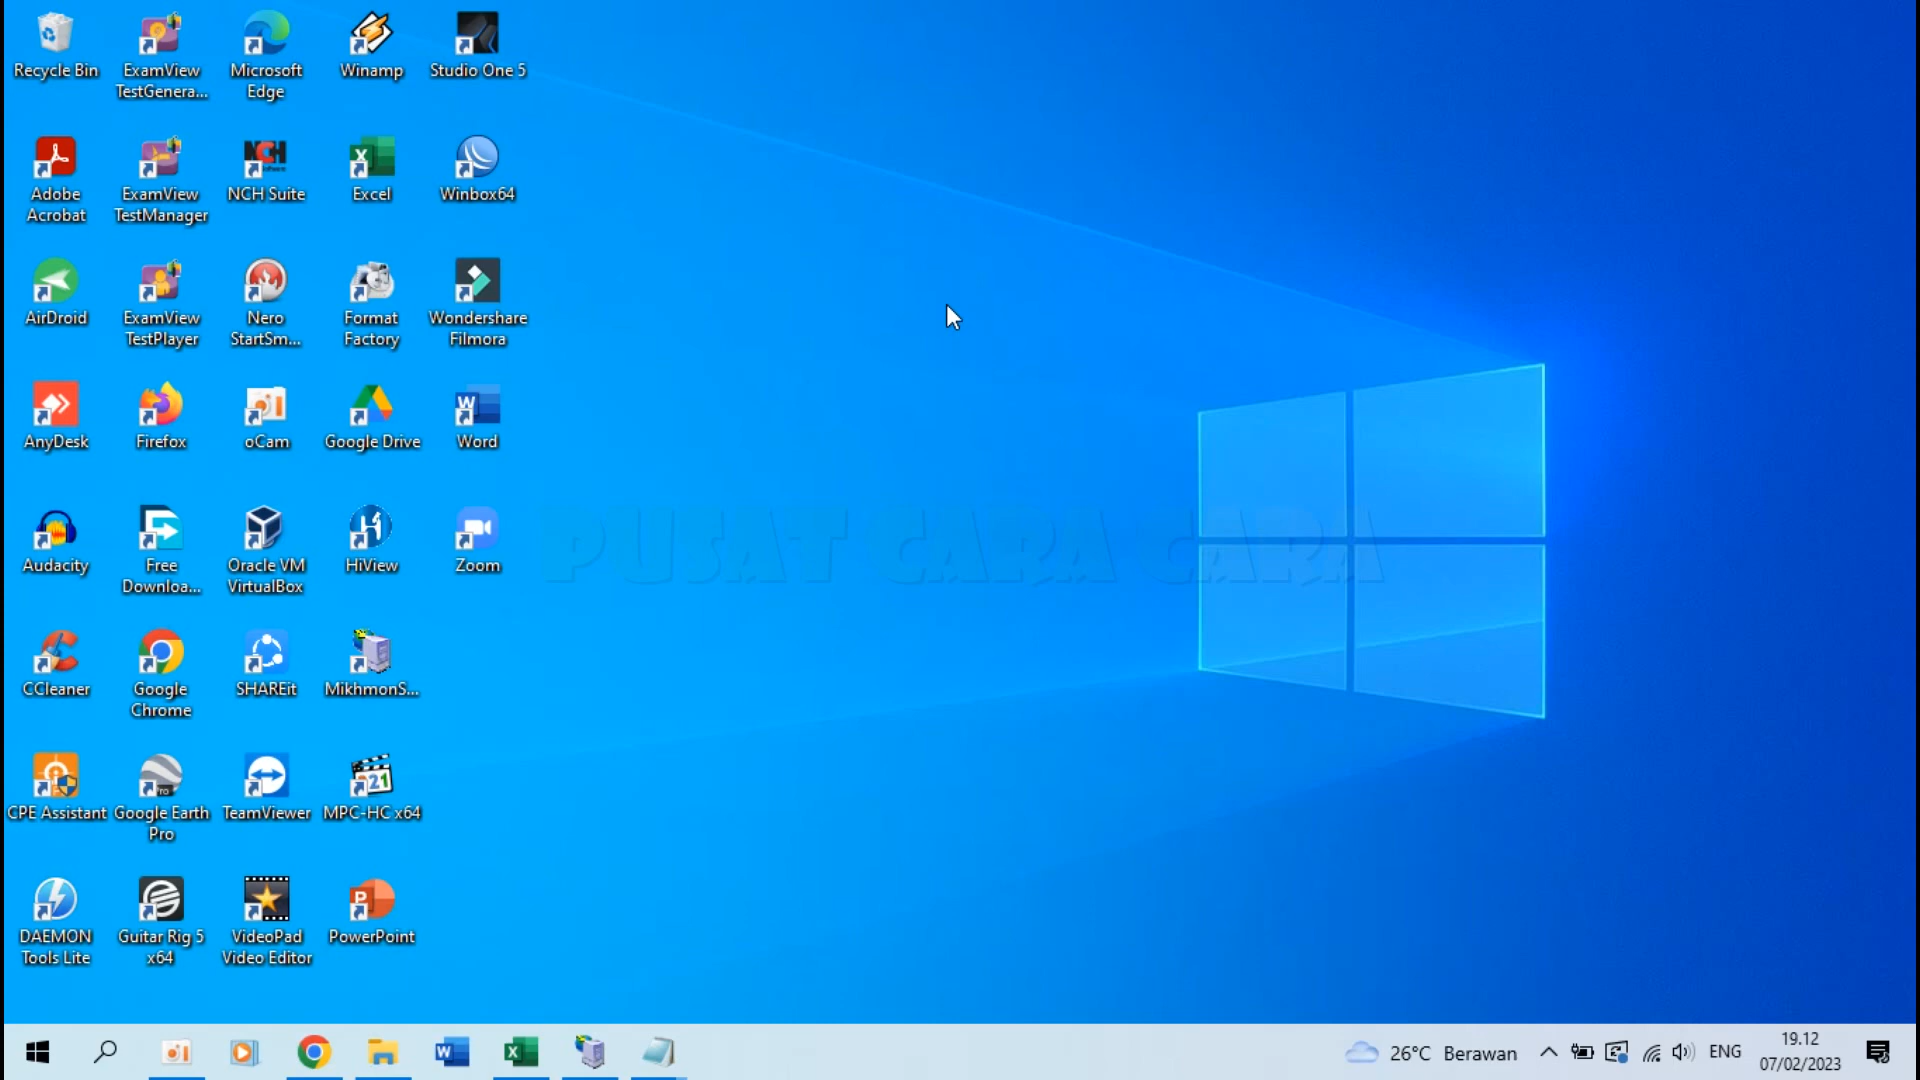 Recycle Bin
ExamView
TestGenera...
Microsoft
Edge
Winamp
Studio One 5
Adobe
Acrobat
ExamView
TestManager
NCH Suite
Excel
Winbox64
AirDroid
ExamView
TestPlayer
Nero
StartSm...
Format
Factory
Wondershare
Filmora
AnyDesk
Firefox
oCam
Google Drive
Word
Audacity
Free
Downloa...
Oracle VM
VirtualBox
HiView
Zoom
PUSAT CARA CARA
CCleaner
Google
Chrome
SHAREit
MikhmonS...
CPE Assistant
Google Earth
Pro
TeamViewer
MPC-HC x64
DAEMON
Tools Lite
Guitar Rig 5
x64
VideoPad
Video Editor
PowerPoint
26°C Berawan
ENG
19.12
07/02/2023